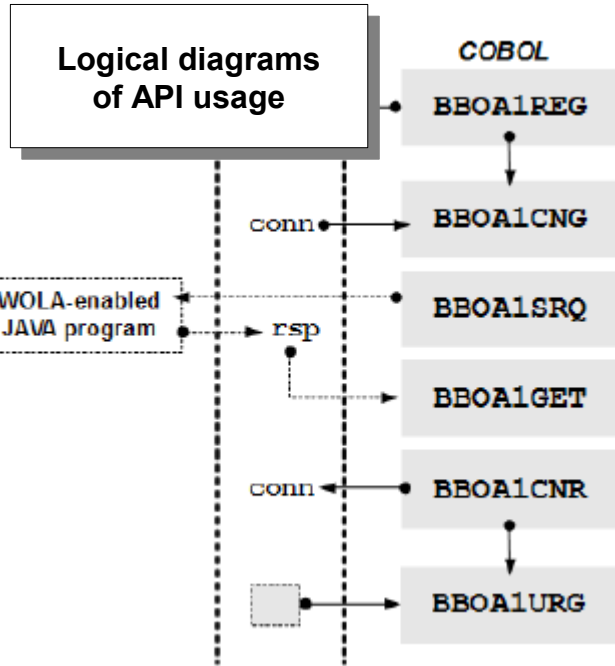 Logical diagrams
of API usage
COBOL
BBOA1REG
conn
BBOA1CNG
WOLA-enabled
JAVA program
BBOA1SRQ
rsp
BBOA1GET
conn
BBOA1CNR
BBOA1URG